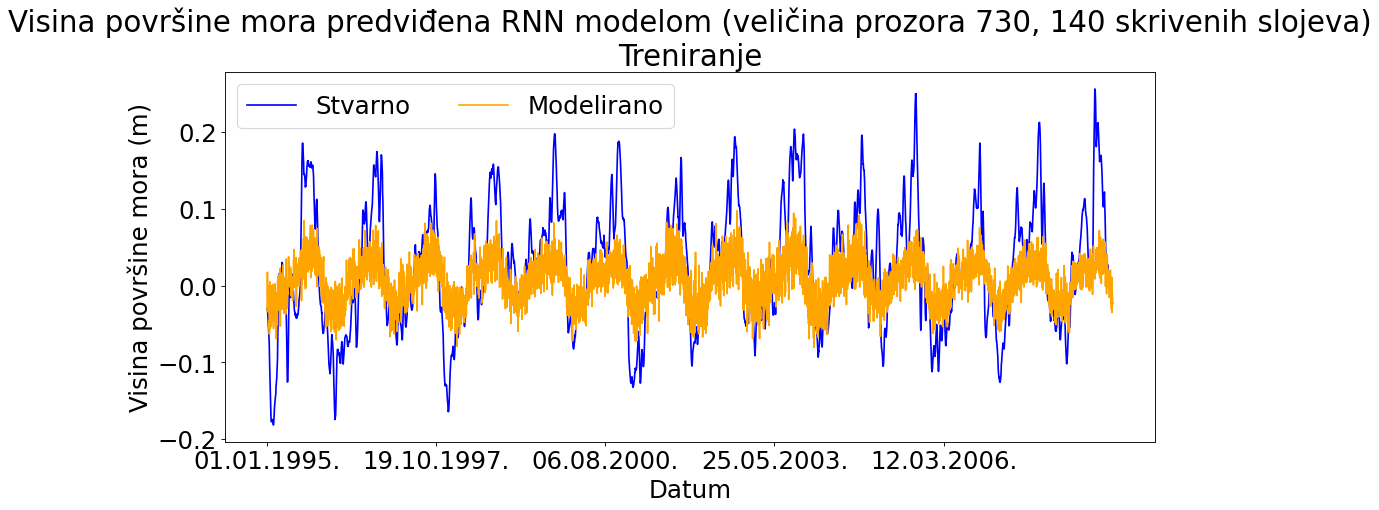 Visina površine mora predviđena RNN modelom (veličina prozora 730, 140 skrivenih slojeva)
Treniranje
Stvarno
Modelirano
Visina površine mora (m)
0.2
0.1
0.0
−0.1
−0.2
01.01.1995.
19.10.1997.
06.08.2000.
25.05.2003.
12.03.2006.
Datum